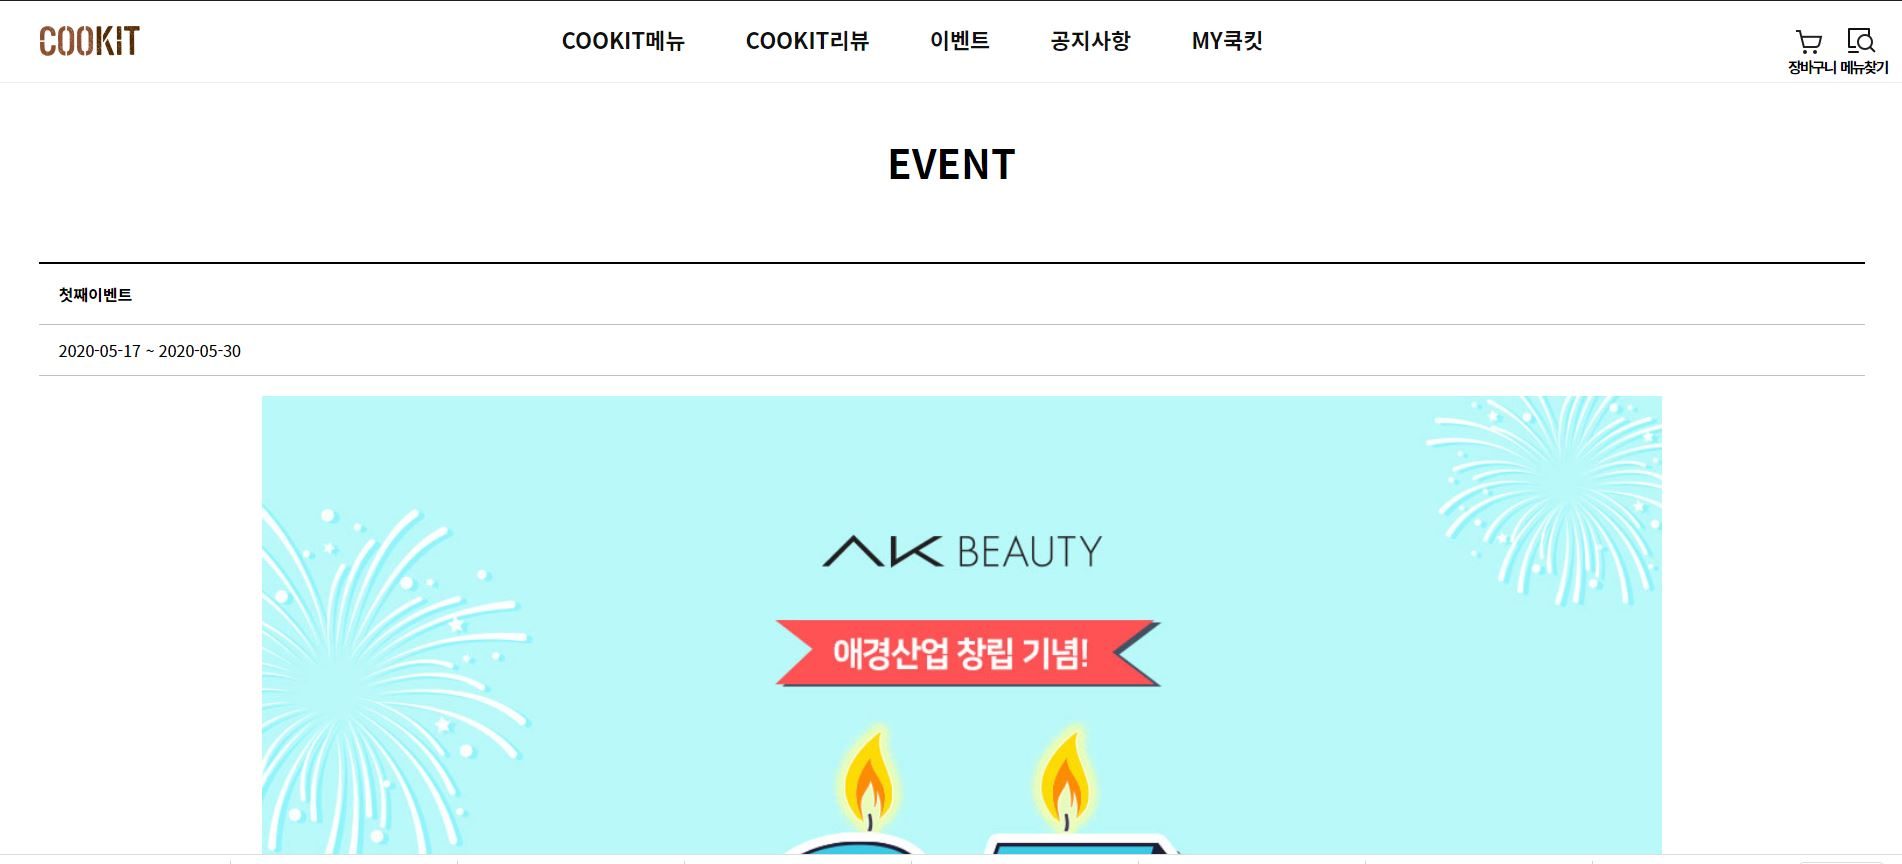 COOKIT
COOKIT메뉴 COOKIT리뷰 이벤트 공지사항 MY쿡킷
장바구니 메뉴찾기
EVENT
첫째이벤트
2020-05-17 ~ 2020-05-30
AK BEAUTY
애경산업 창립 기념!